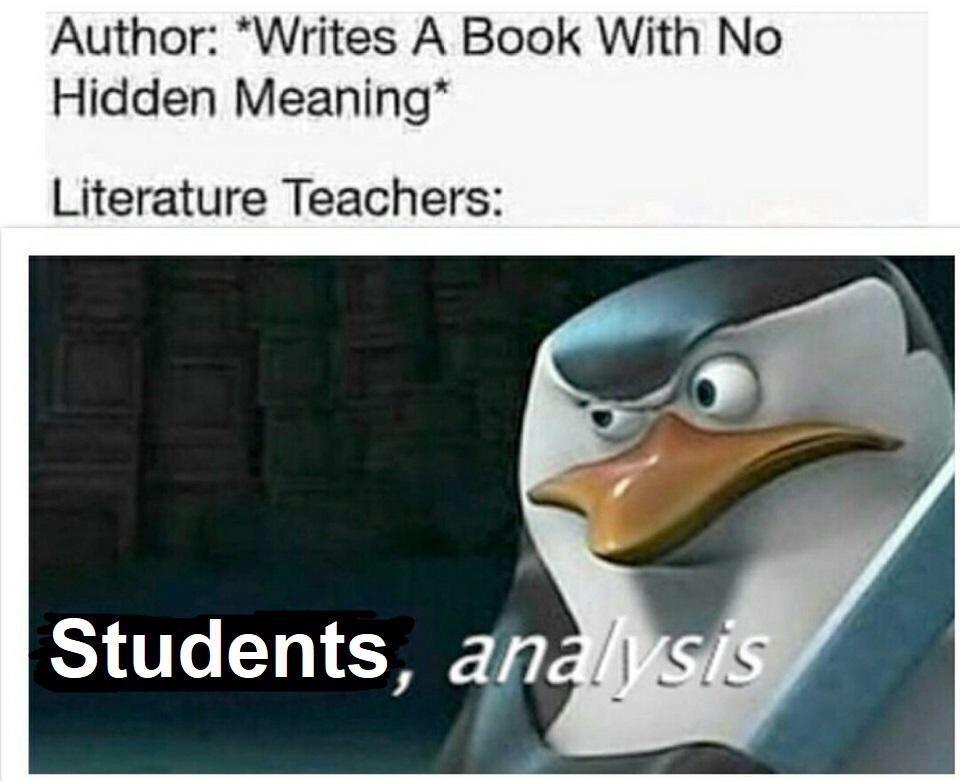 Author: *Writes A Book With No
Hidden Meaning*
Literature Teachers:
Students, analysis